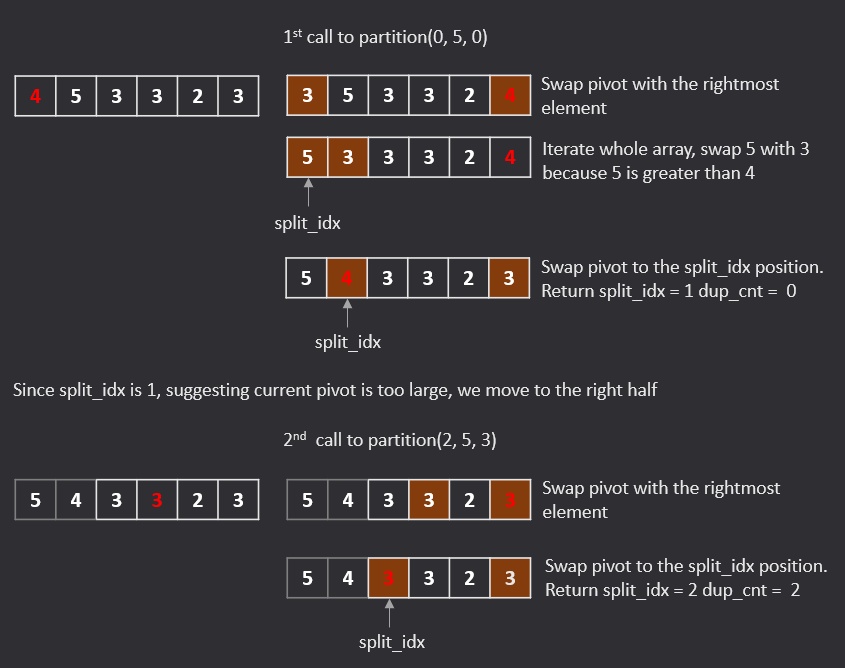 1st call to partition(0, 5, 0)
4 5 3 3 2 3
3 5 3 3 2 4
Swap pivot with the rightmost
element
5 3 3 3 2 4
Iterate whole array, swap 5 with 3
because 5 is greater than 4
split_idx
5 4 3 3 2 3
Swap pivot to the split_idx position.
Return split_idx = 1 dup_cnt = 0
split_idx
Since split_idx is 1, suggesting current pivot is too large, we move to the right half
2nd call to partition(2, 5, 3)
5 4 3 3 2 3
5 4 3 3 2 3
Swap pivot with the rightmost
element
5 4 3 3 2 3
Swap pivot to the split_idx position.
Return split_idx = 2 dup_cnt = 2
split_idx